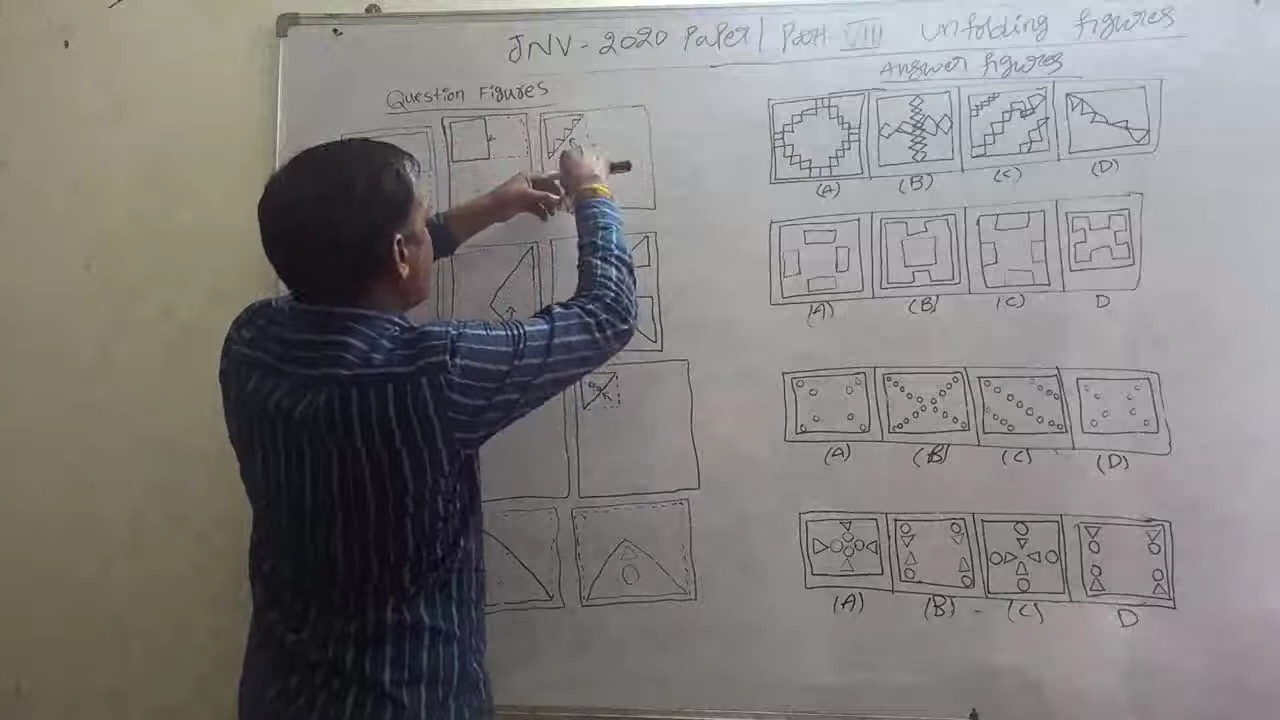 JNV-2020 Paper/ Part VIII unfolding figures
Question Figures
Answer figures
(A) (B) (C) (D)
(A) (B) (C) D
(A) (B) (C) (D)
(A) (B) (C) D